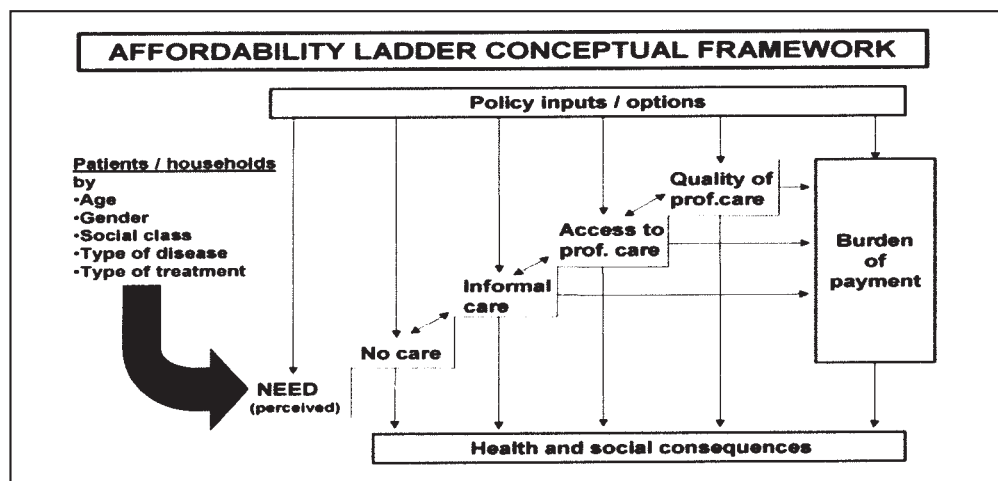 AFFORDABILITY LADDER CONCEPTUAL FRAMEWORK
Policy inputs / options
Patients / households
by
•Age
•Gender
•Social class
•Type of disease
•Type of treatment
Quality of
prof.care
Access to
prof. care
Informal
care
No care
NEED
(perceived)
Burden
of
payment
Health and social consequences